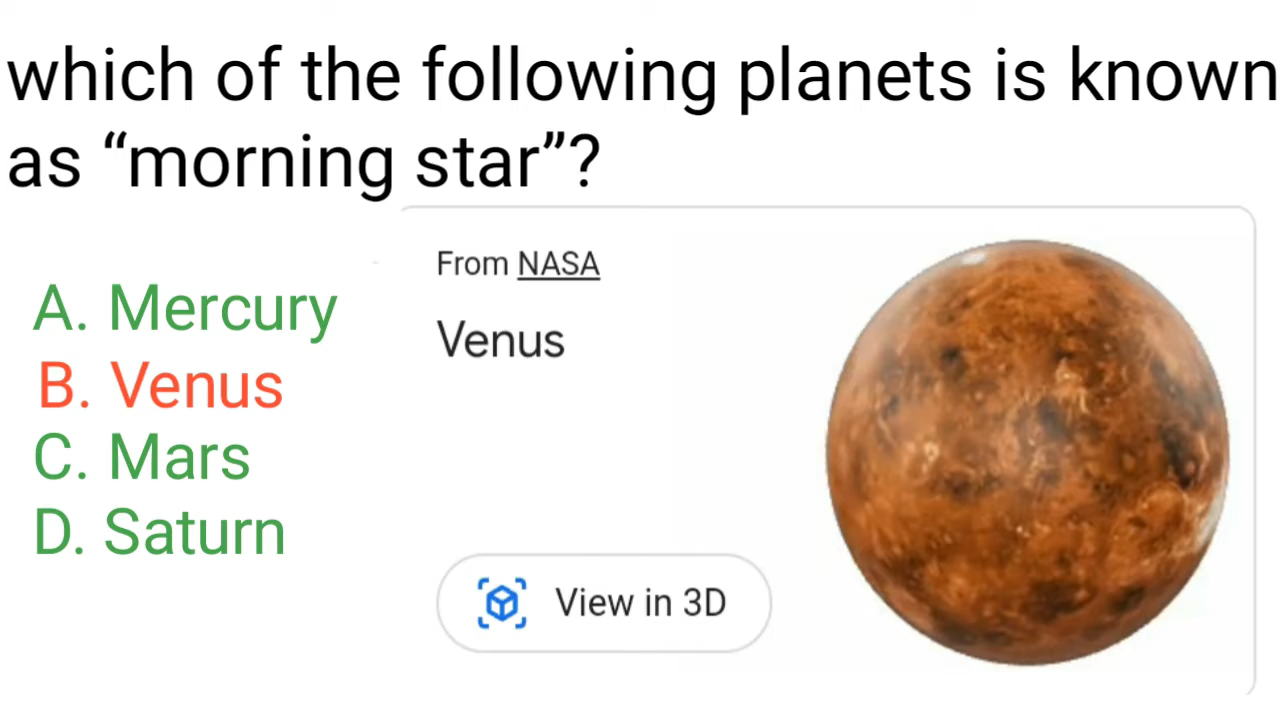 which of the following planets is known
as “morning star”?
A. Mercury
B. Venus
C. Mars
D. Saturn
From NASA
Venus
View in 3D